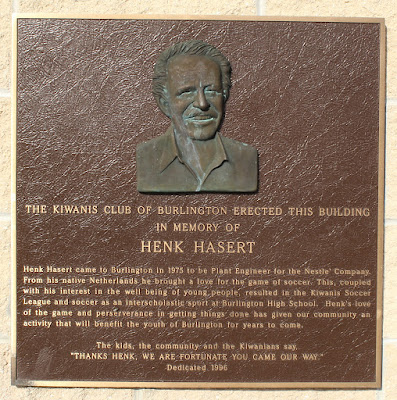 THE KIWANIS CLUB OF BURLINGTON ERECTED THIS BUILDING
IN MEMORY OF
HENK HASERT
Henk Hasert came to Burlington in 1975 to be Plant Engineer for the Nestle' Company.
From his native Netherlands he brought a love for the game of soccer. This, coupled
with his interest in the well being of young people, resulted in the Kiwanis Soccer
League and soccer as an interscholastic sport at Burlington High School. Henk's love
of the game and perserverance in getting things done has given our community an
activity that will benefit the youth of Burlington for years to come.
The kids, the community and the Kiwanians say,
"THANKS HENK, WE ARE FORTUNATE YOU CAME OUR WAY."
Dedicated 1996